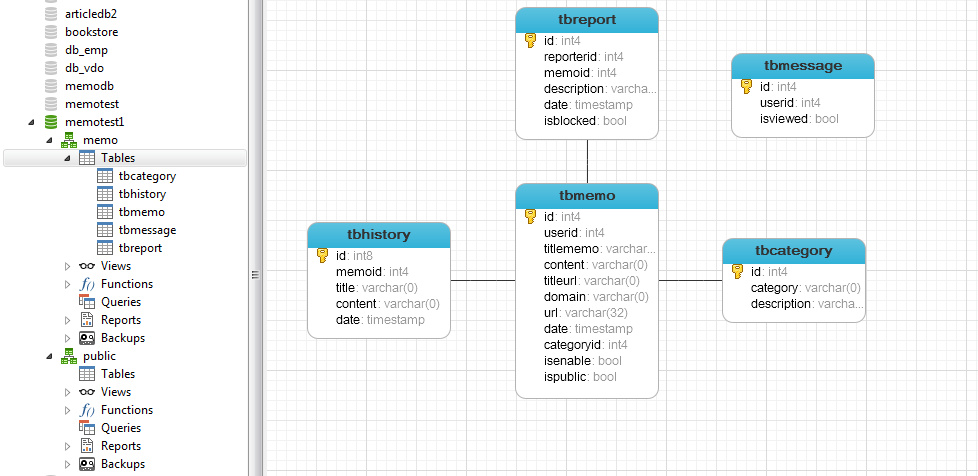 articledb2
bookstore
db_emp
db_vdo
memodb
memotest
memotest1
memo
Tables
tbcategory
tbhistory
tbmemo
tbmessage
tbreport
Views
Functions
Queries
Reports
Backups
public
Tables
Views
Functions
Queries
Reports
Backups
tbreport
id: int4
reporterid: int4
memoid: int4
description: varcha...
date: timestamp
isblocked: bool
tbmessage
id: int4
userid: int4
isviewed: bool
tbmemo
id: int4
userid: int4
titlememo: varchar...
content: varchar(0)
titleurl: varchar(0)
domain: varchar(0)
url: varchar(32)
date: timestamp
categoryid: int4
isenable: bool
ispublic: bool
tbhistory
id: int8
memoid: int4
title: varchar(0)
content: varchar(0)
date: timestamp
tbcategory
id: int4
category: varchar(0)
description: varcha...